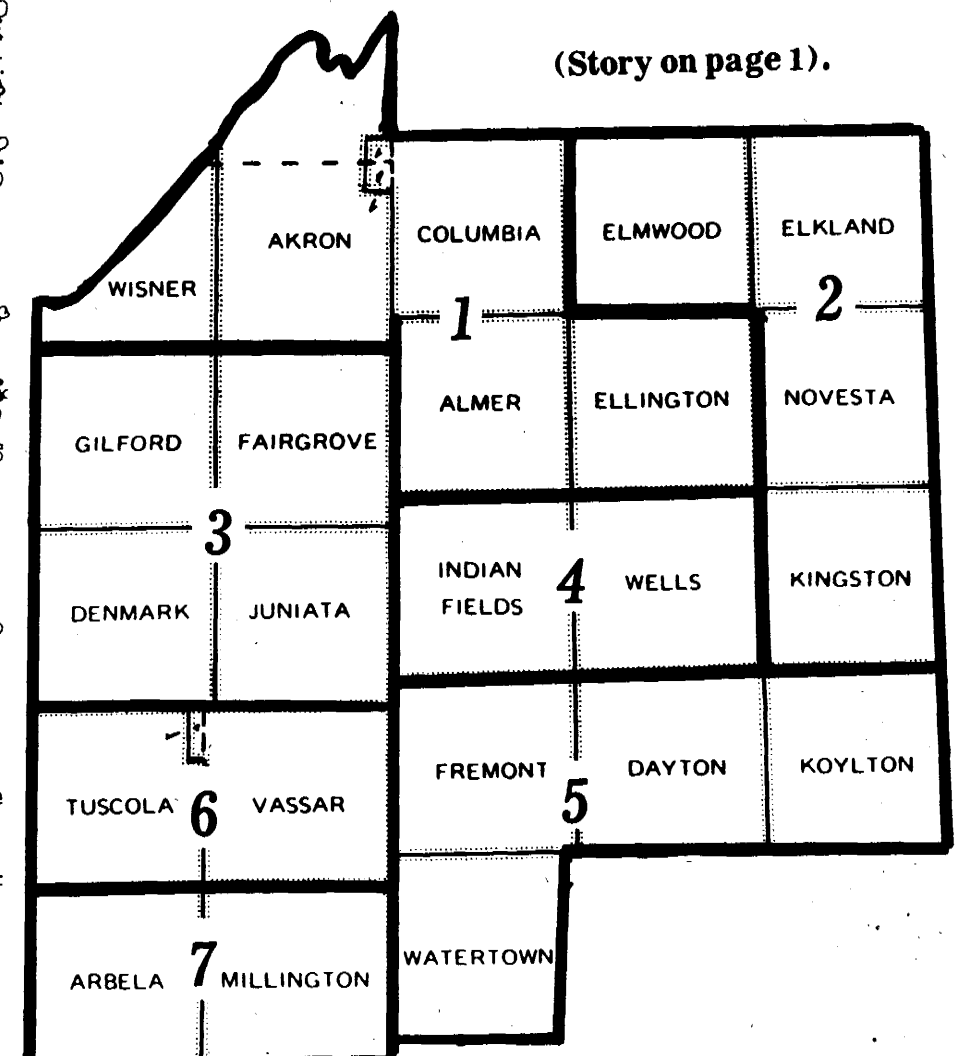 (Story on page 1).
AKRON
COLUMBIA
ELMWOOD
ELKLAND
WISNER
1
2
ALMER
ELLINGTON
NOVESTA
GILFORD
FAIRGROVE
3
INDIAN
FIELDS
4
WELLS
KINGSTON
DENMARK
JUNIATA
FREMONT
DAYTON
KOYLTON
5
TUSCOLA
6
VASSAR
WATERTOWN
ARBELA
7
MILLINGTON